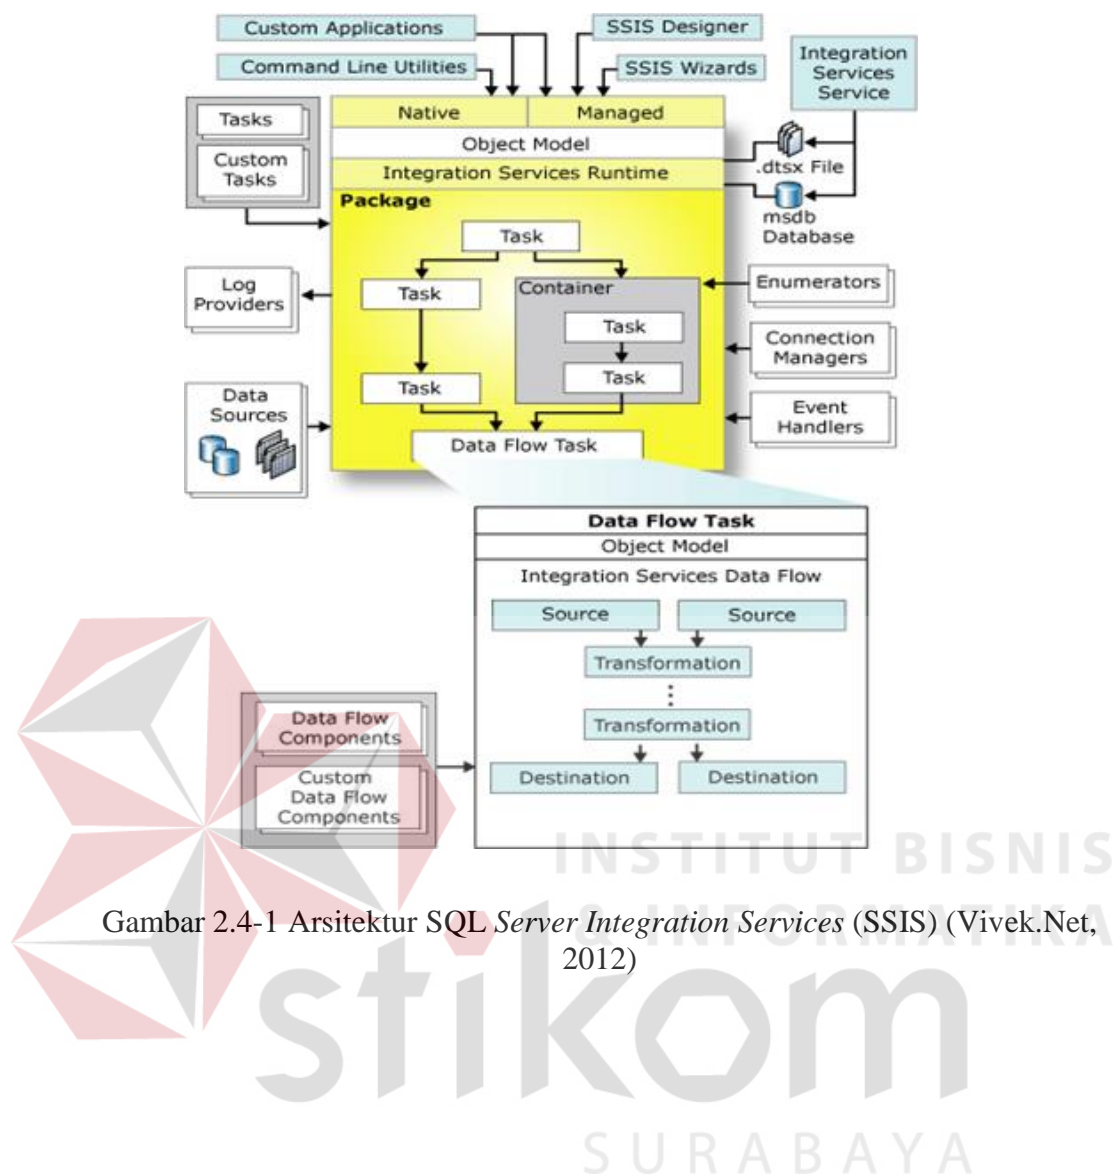 Custom Applications
SSIS Designer
Command Line Utilities
SSIS Wizards
Integration
Services
Service
Tasks
Custom
Tasks
Native
Managed
Object Model
Integration Services Runtime
.dtsx File
msdb
Database
Package
Task
Task
Container
Task
Task
Task
Data Flow Task
Log
Providers
Data
Sources
Enumerators
Connection
Managers
Event
Handlers
Data Flow Task
Object Model
Integration Services Data Flow
Source
Source
Transformation
Transformation
Destination
Destination
Data Flow
Components
Custom
Data Flow
Components
INSTITUT BISNIS
& INFORMATIKA
Gambar 2.4-1 Arsitektur SQL Server Integration Services (SSIS) (Vivek.Net,
2012)
stikom
SURABAYA